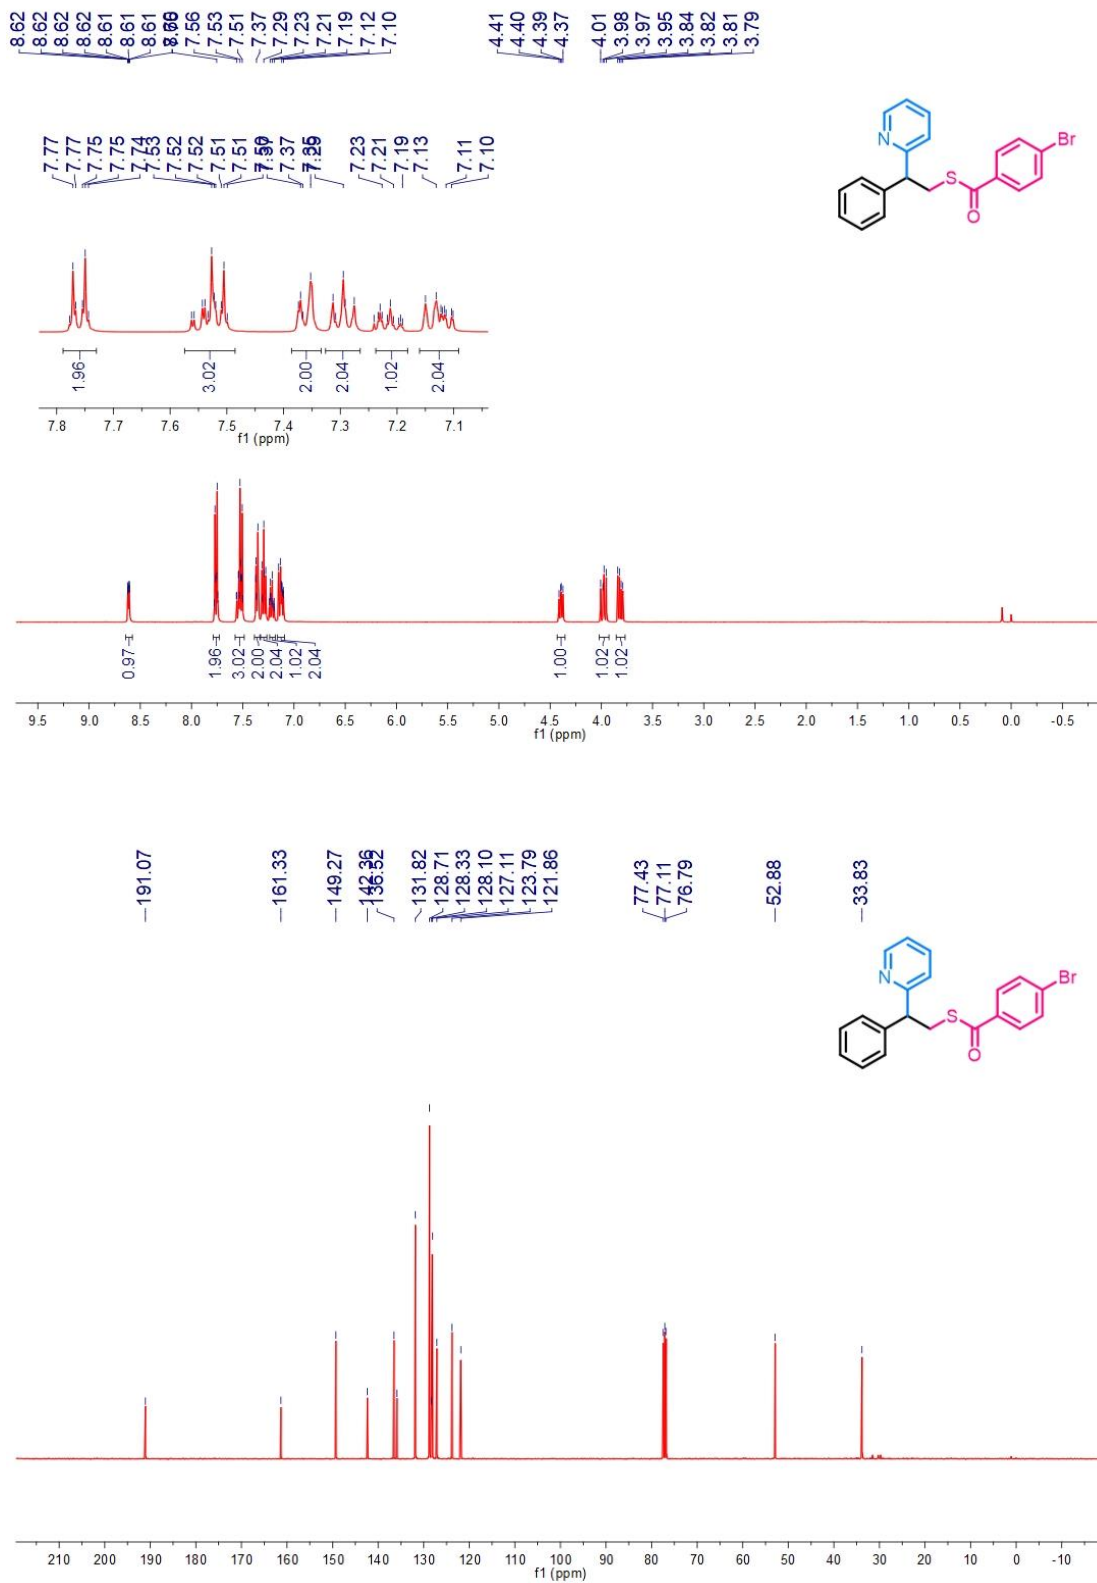 8.62 8.62 8.62 8.62 8.61 8.61 8.61 7.56 7.53 7.51 7.37 7.29 7.23 7.21 7.19 7.12 7.10 4.41 4.40 4.39 4.37 4.01 3.98 3.97 3.95 3.84 3.82 3.81 3.79
7.77 7.77 7.75 7.75 7.74 7.53 7.52 7.52 7.51 7.51 7.37 7.29 7.23 7.21 7.19 7.13 7.11 7.10
N
S
O
Br
1.96 3.02 2.00 2.04 1.02 2.04
7.8 7.7 7.6 7.5 7.4 7.3 7.2 7.1
f1 (ppm)
0.97 1.96 3.02 2.00 2.04 1.02 2.04 1.00 1.02 1.02
9.5 9.0 8.5 8.0 7.5 7.0 6.5 6.0 5.5 5.0 4.5 4.0 3.5 3.0 2.5 2.0 1.5 1.0 0.5 0.0 -0.5
f1 (ppm)
191.07 161.33 149.27 142.36 136.52 131.82 128.71 128.33 128.10 127.11 123.79 121.86 77.43 77.11 76.79 52.88 33.83
N
S
O
Br
210 200 190 180 170 160 150 140 130 120 110 100 90 80 70 60 50 40 30 20 10 0 -10
f1 (ppm)